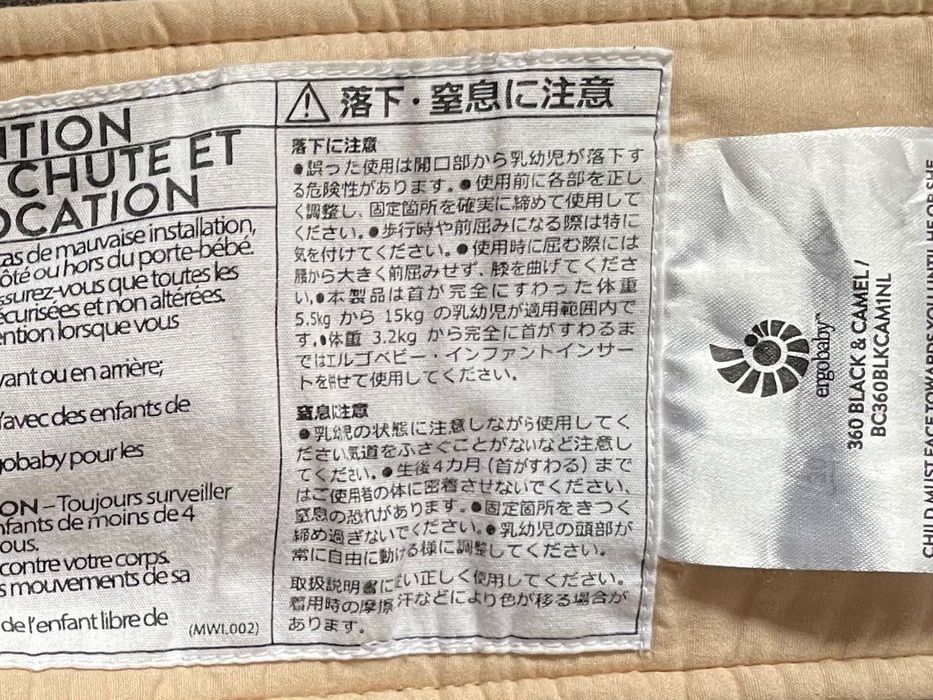 NTION
CHUTE ET
OCATION
cas de mauvaise installation,
côté ou hors du porte-bébé.
ssurez-vous que toutes les
écurisées et non altérées.
ention lorsque vous
vant ou en arrière;
'avec des enfants de
gobaby pour les
ON – Toujours surveiller
nfants de moins de 4
ous.
contre votre corps.
s mouvements de sa
de l'enfant libre de
(MWL002)
落下・窒息に注意
落下に注意
●誤った使用は開口部から乳幼児が落下す
る危険性があります。●使用前に各部を正し
く調整し、固定箇所を確実に締めて使用して
ください。●歩行時や前屈みになる際は特に
気を付けてください。●使用時に屈む際には
腰から大きく前屈みせず、膝を曲げてくださ
い。●本製品は首が完全にすわった体重
5.5kg から 15kg の乳幼児が適用範囲内で
す。●体重 3.2kg から完全に首がすわるま
ではエルゴベビー・インファントインサー
トを併せて使用してください。
窒息注意
●乳幼児の状態に注意しながら使用してく
ださい気道をふさぐことがないなど注意し
てください。●生後4カ月（首がすわる）まで
はご使用者の体に密着させないでください、
窒息の恐れがあります。●固定箇所をきつく
締め過ぎないでください。●乳幼児の頭部が
常に自由に動ける様に調整してください。
取扱説明書に従い正しく使用してください。
着用時の摩擦汗などにより色が移る場合が
あります。
ergobaby™
360 BLACK & CAMEL /
BC360BLKCAM1NL
CHILD MUST FACE TOWARDS YOU UNTIL HE OR SHE